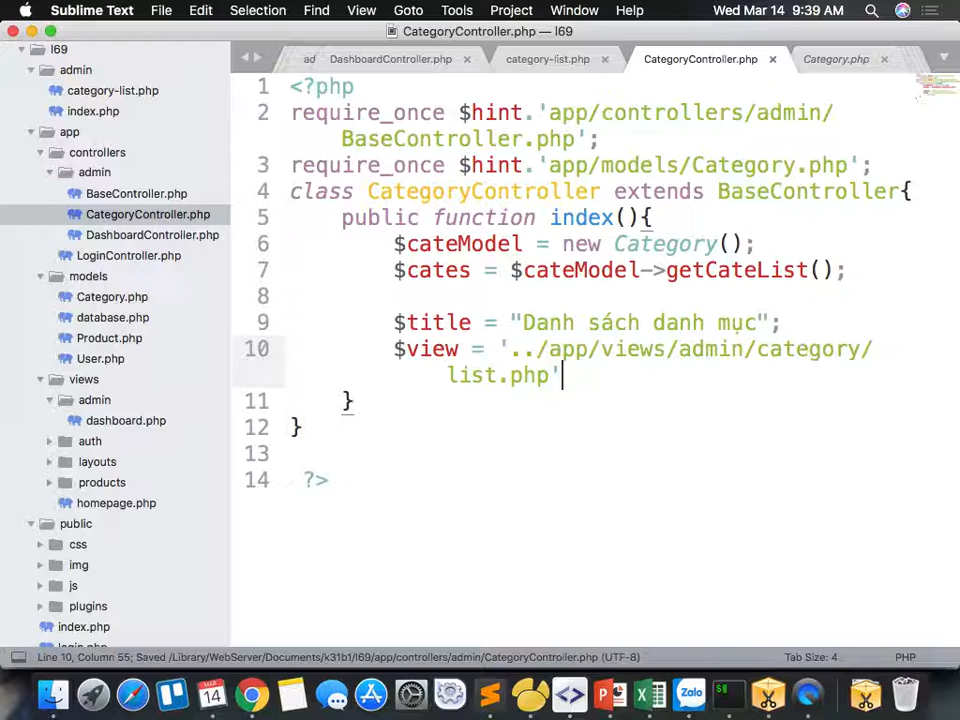 Sublime Text File Edit Selection Find View Goto Tools Project Window Help Wed Mar 14 9:39 AM
CategoryController.php — l69
l69
admin
category-list.php
index.php
app
controllers
admin
BaseController.php
CategoryController.php
DashboardController.php
LoginController.php
models
Category.php
database.php
Product.php
User.php
views
admin
dashboard.php
auth
layouts
products
homepage.php
public
css
img
js
plugins
index.php
login.php
ad DashboardController.php category-list.php CategoryController.php Category.php
1 <?php
2 require_once $hint.'app/controllers/admin/
BaseController.php';
3 require_once $hint.'app/models/Category.php';
4 class CategoryController extends BaseController{
5 public function index(){
6 $cateModel = new Category();
7 $cates = $cateModel->getCateList();
8
9 $title = "Danh sách danh mục";
10 $view = '../app/views/admin/category/
list.php'
11 }
12 }
13
14 ?>
Line 10, Column 55; Saved /Library/WebServer/Documents/k31b1/l69/app/controllers/admin/CategoryController.php (UTF-8) Tab Size: 4 PHP
MAR
14
Zalo